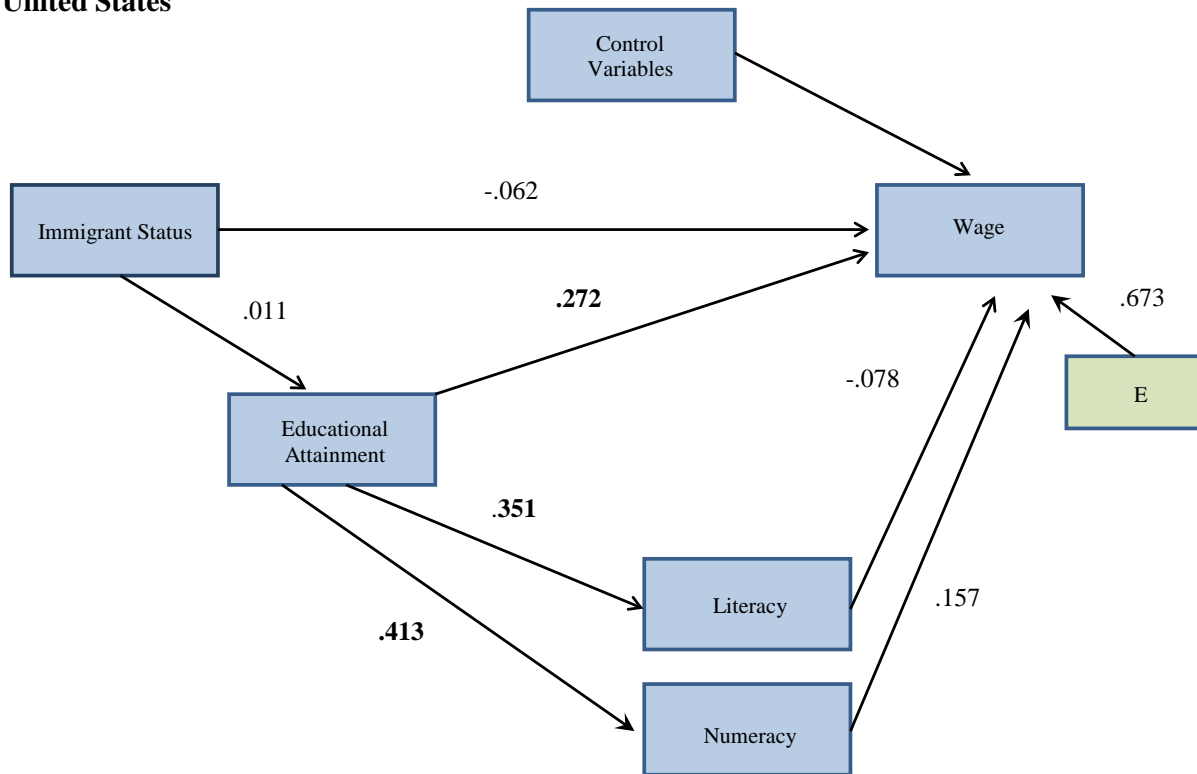 United States
Control
Variables
-.062
Immigrant Status
Wage
.011
.272
.673
-.078
E
Educational
Attainment
.351
Literacy
.157
.413
Numeracy